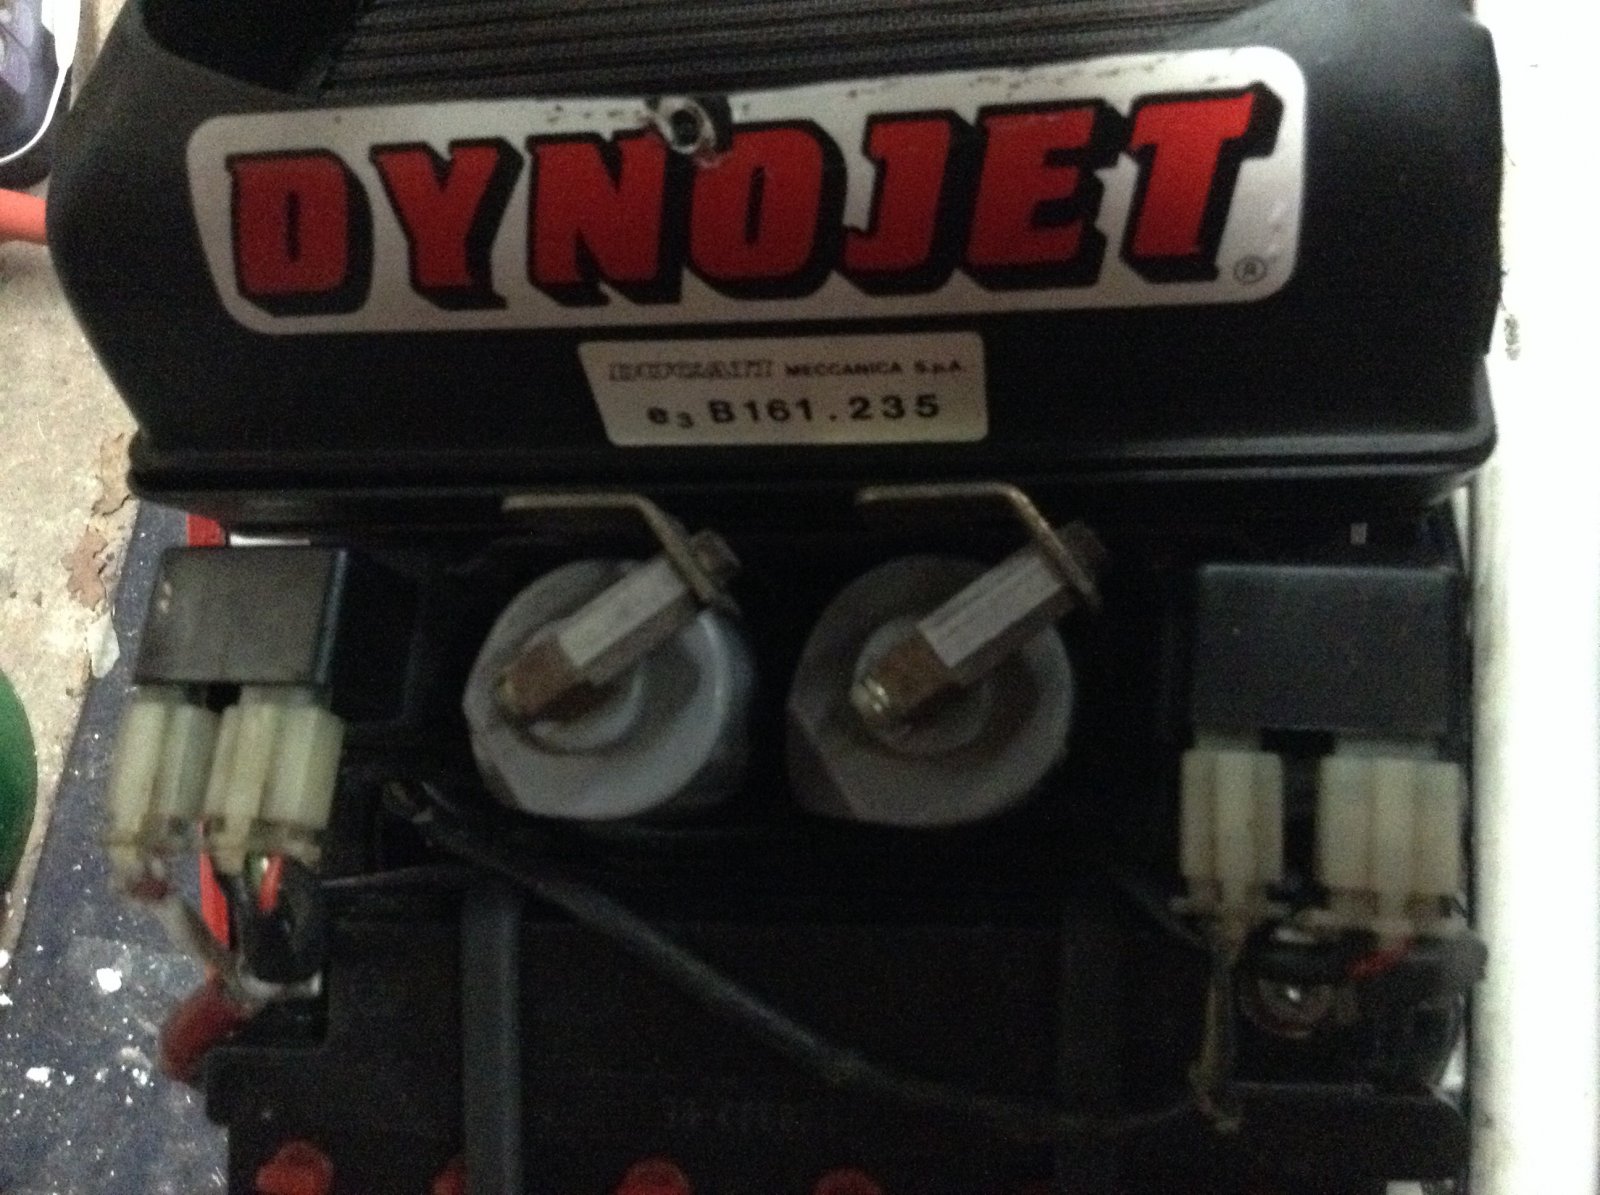 DYNOJET
®
DUCATI MECCANICA S.p.A.
e3 B161.235